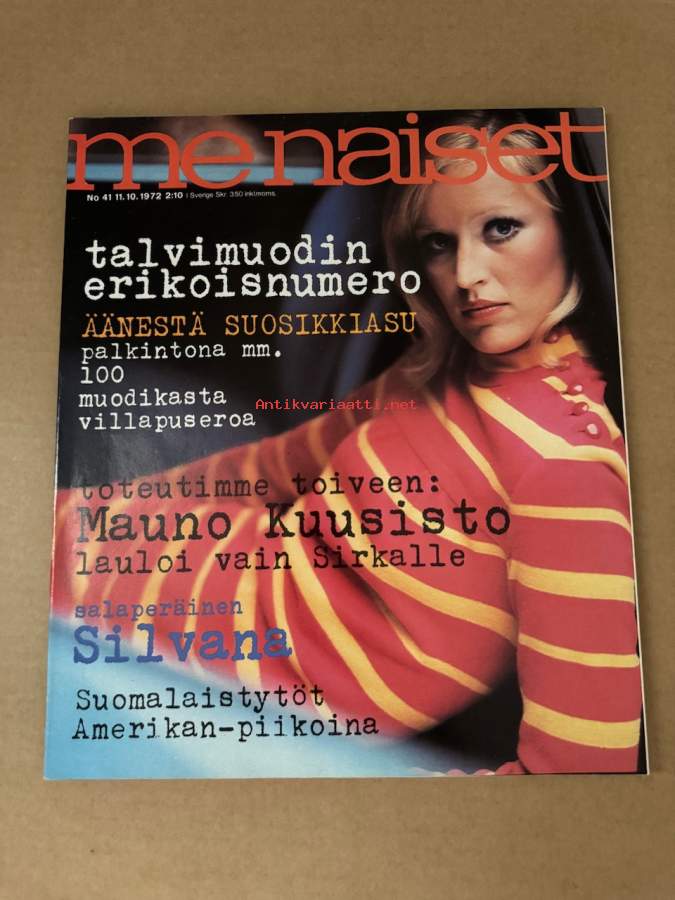 me naiset
No 41 11.10.1972 2:10 | Sverige Skr. 3.50 inkl.moms.
talvimuodin
erikoisnumero
ÄÄNESTÄ SUOSIKKIASU
palkintona mm.
100
muodikasta
villapuseroa
Antikvariaatti.net
toteutimme toiveen:
Mauno Kuusisto
lauloi vain Sirkalle
salaperäinen
Silvana
Suomalaistytöt
Amerikan-piikoina